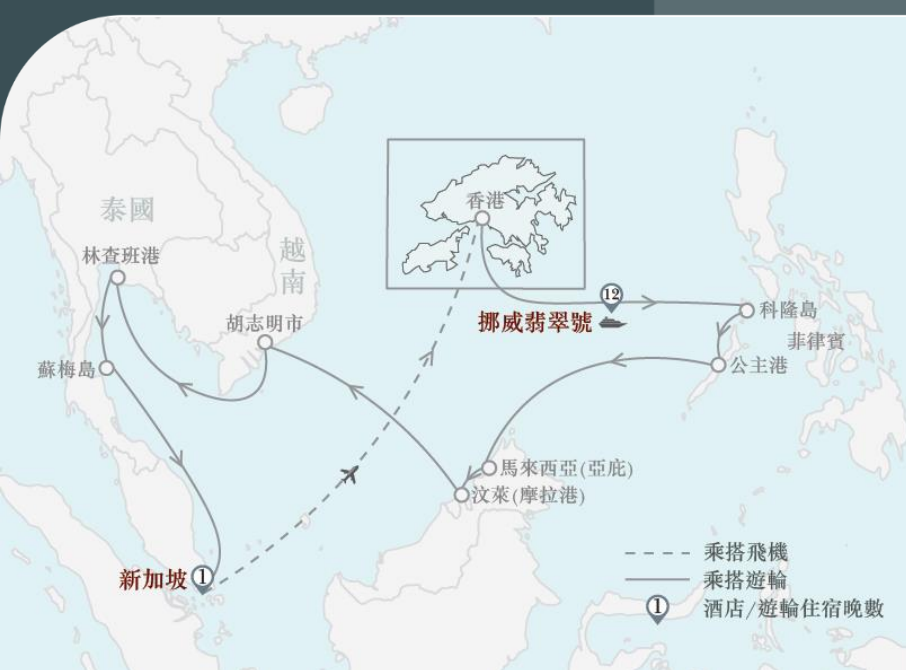 香港
泰國
林查班港
越南
12
挪威翡翠號
科隆島
胡志明市
菲律賓
蘇梅島
公主港
馬來西亞(亞庇)
汶萊(摩拉港)
乘搭飛機
新加坡
1
乘搭遊輪
1
酒店/遊輪住宿晚數